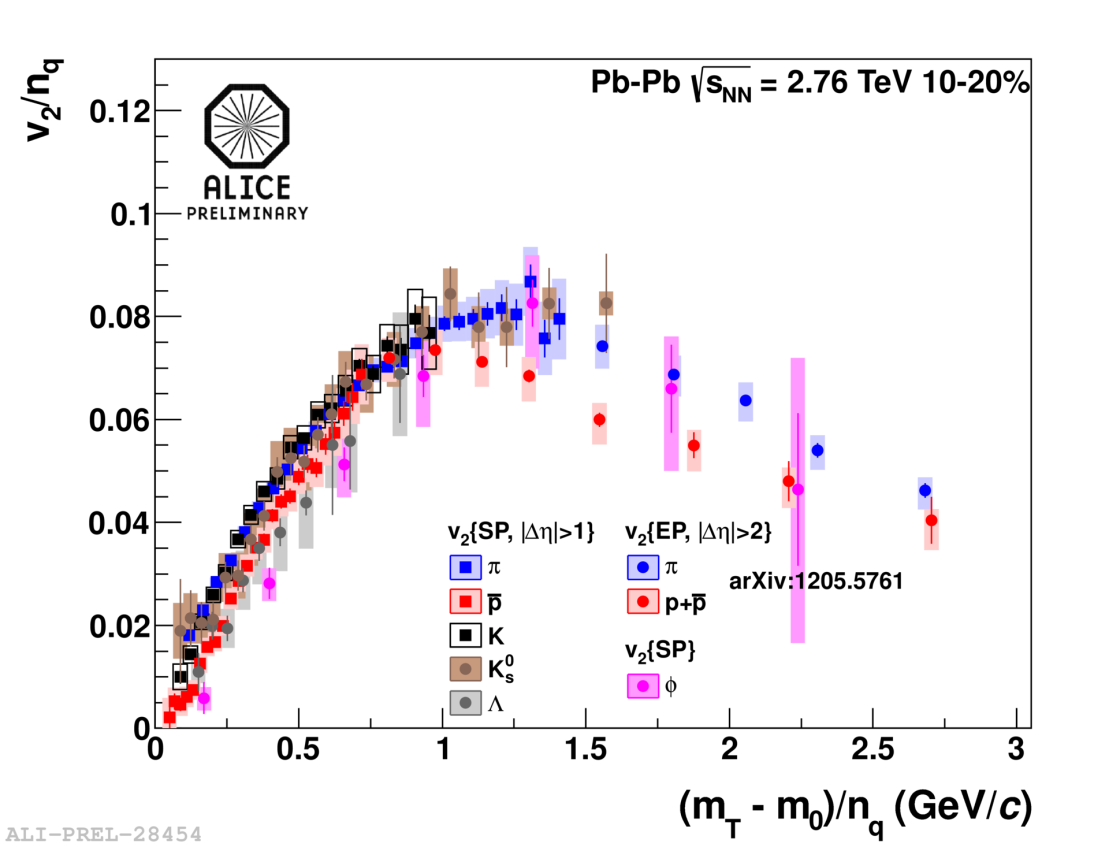 Pb-Pb √sNN = 2.76 TeV 10-20%
v2/nq
ALICE
PRELIMINARY
0.12
0.1
0.08
0.06
0.04
0.02
0
v2{SP, |Δη|>1}
π
p̅
K
K0s
Λ
v2{EP, |Δη|>2}
π
arXiv:1205.5761
p+p̅
v2{SP}
ϕ
0 0.5 1 1.5 2 2.5 3
(mT - m0)/nq (GeV/c)
ALI-PREL-28454